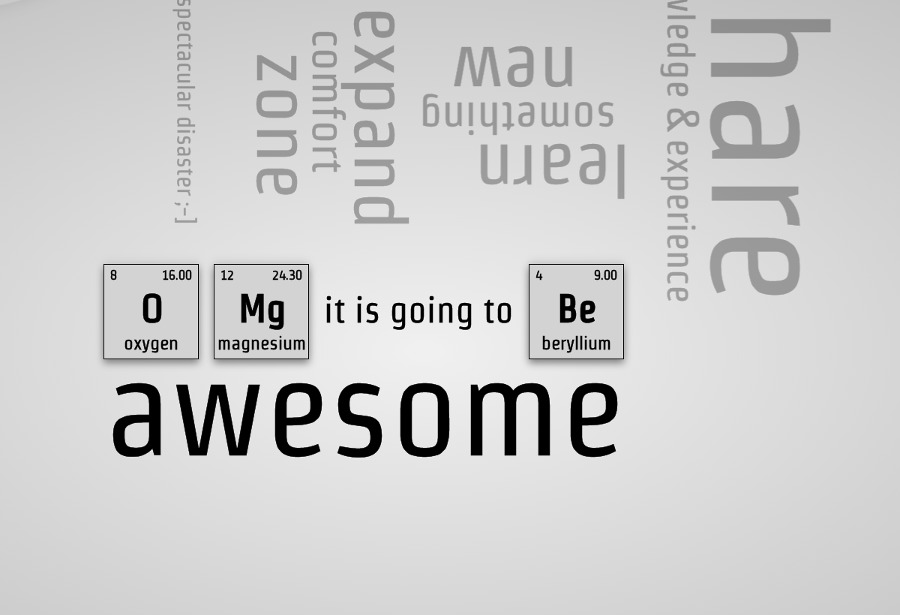 spectacular disaster ;-]
zone
comfort
expand
learn
something
new
& experience
hare
8 16.00
O
oxygen
12 24.30
Mg
magnesium
it is going to
4 9.00
Be
beryllium
awesome